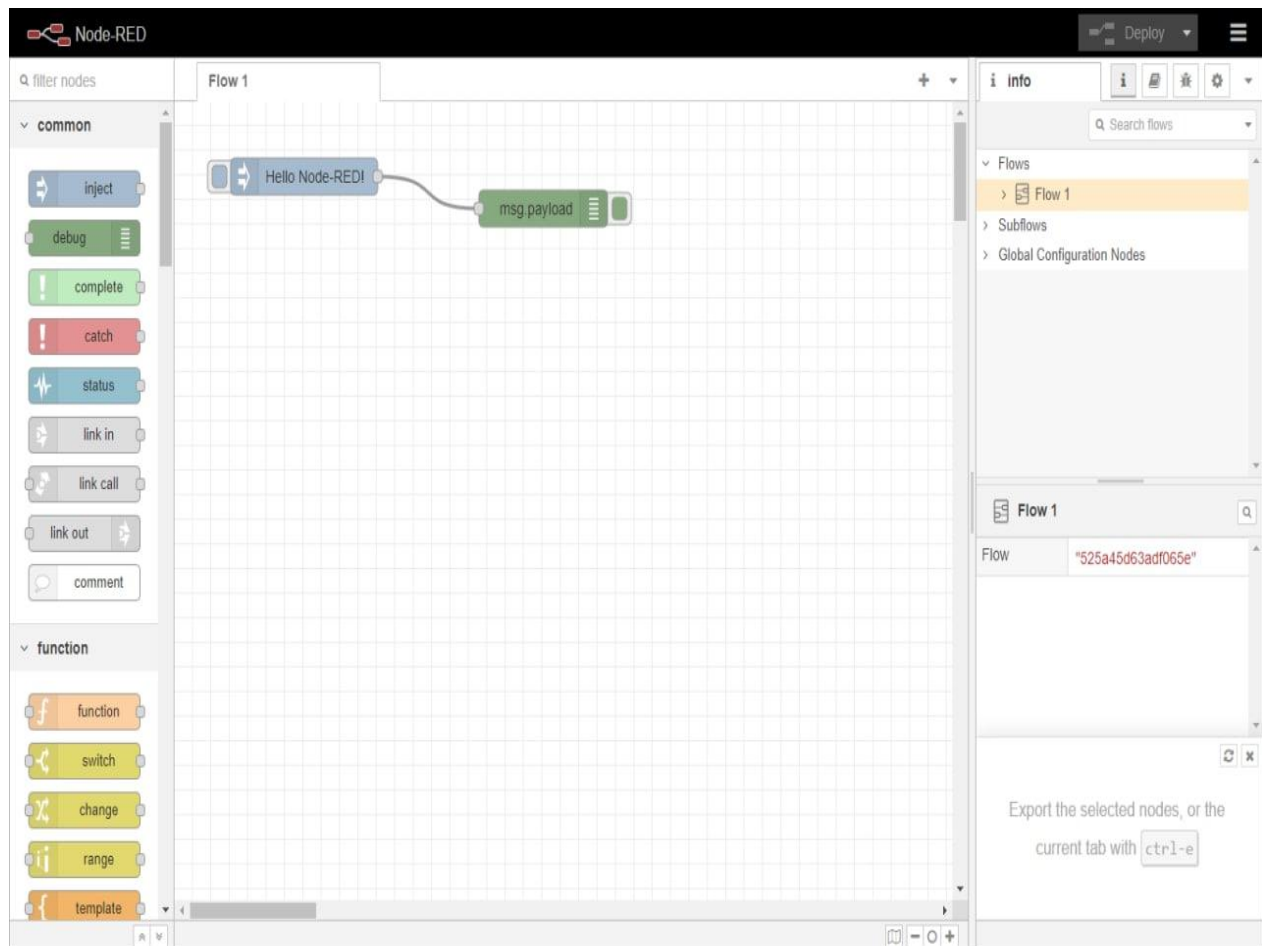 Node-RED
Deploy
filter nodes
Flow 1
i info
Search flows
common
Flows
Flow 1
Subflows
Global Configuration Nodes
inject
debug
complete
catch
status
link in
link call
link out
comment
function
function
switch
change
range
template
Hello Node-RED!
msg.payload
Flow 1
Flow "525a45d63adf065e"
Export the selected nodes, or the
current tab with ctrl-e